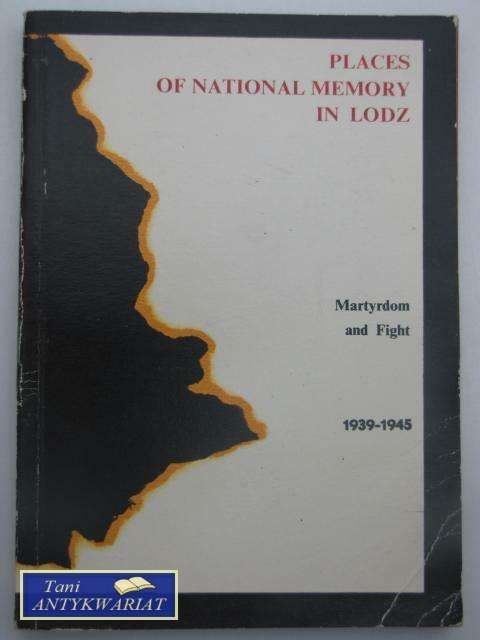 PLACES
OF NATIONAL MEMORY
IN LODZ
Martyrdom
and Fight
1939-1945
Tani
ANTYKWARIAT